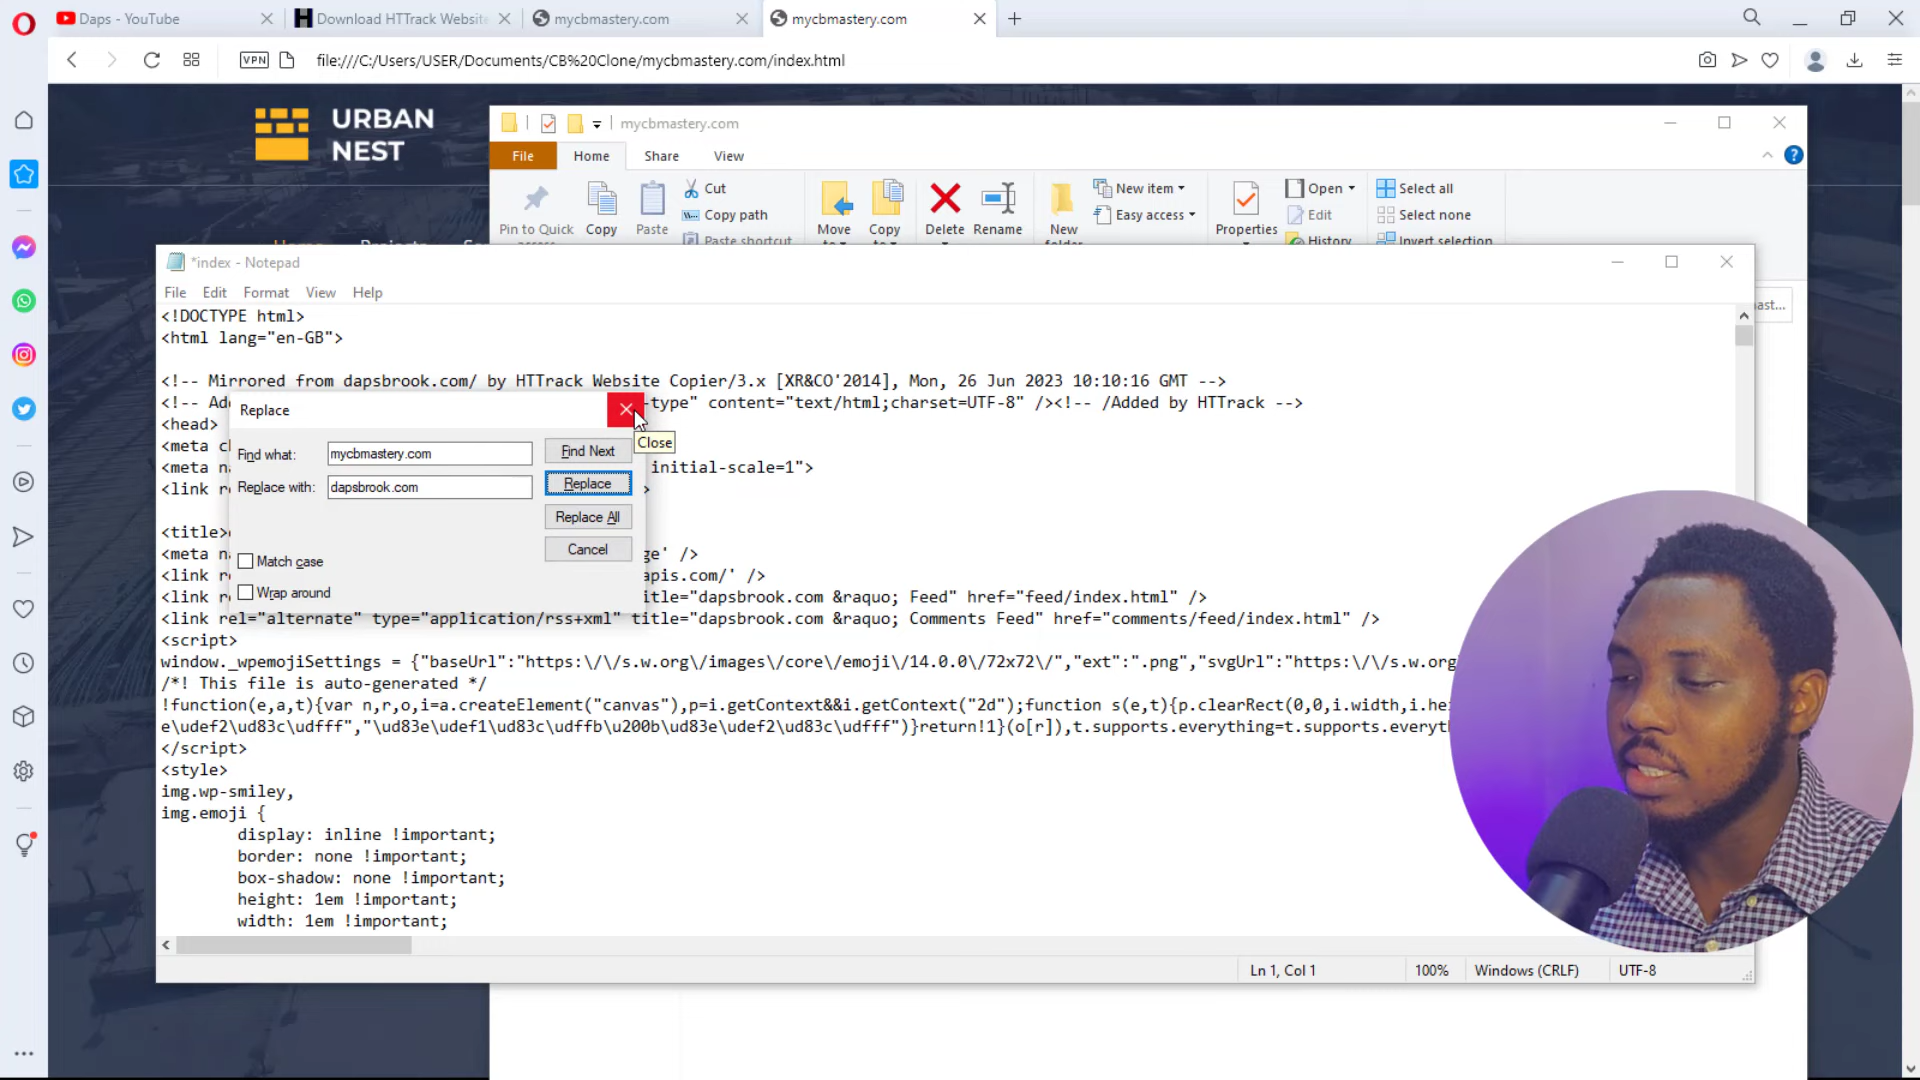 Daps - YouTube
Download HTTrack Website
mycbmastery.com
mycbmastery.com
VPN
file:///C:/Users/USER/Documents/CB%20Clone/mycbmastery.com/index.html
URBAN
NEST
mycbmastery.com
File
Home
Share
View
Pin to Quick
Copy
Paste
Cut
Copy path
Paste shortcut
Move
Copy
Delete
Rename
New
New item
Easy access
Properties
Open
Edit
History
Select all
Select none
Invert selection
*index - Notepad
File
Edit
Format
View
Help
ast...
<!DOCTYPE html>
<html lang="en-GB">
<!-- Mirrored from dapsbrook.com/ by HTTrack Website Copier/3.x [XR&CO'2014], Mon, 26 Jun 2023 10:10:16 GMT -->
<!-- Ad
-type" content="text/html;charset=UTF-8" /><!-- /Added by HTTrack -->
<head>
<meta c
<meta na
initial-scale=1">
<link r
>
<title>
<meta n
ge' />
<link r
apis.com/' />
<link r
itle="dapsbrook.com &raquo; Feed" href="feed/index.html" />
<link rel="alternate" type="application/rss+xml" title="dapsbrook.com &raquo; Comments Feed" href="comments/feed/index.html" />
<script>
window._wpemojiSettings = {"baseUrl":"https:\/\/s.w.org\/images\/core\/emoji\/14.0.0\/72x72\/","ext":".png","svgUrl":"https:\/\/s.w.org
/*! This file is auto-generated */
!function(e,a,t){var n,r,o,i=a.createElement("canvas"),p=i.getContext&&i.getContext("2d");function s(e,t){p.clearRect(0,0,i.width,i.hei
e\udef2\ud83c\udfff","\ud83e\udef1\ud83c\udffb\u200b\ud83e\udef2\ud83c\udfff")}return!1}(o[r]),t.supports.everything=t.supports.everyth
</script>
<style>
img.wp-smiley,
img.emoji {
display: inline !important;
border: none !important;
box-shadow: none !important;
height: 1em !important;
width: 1em !important;
Replace
Close
Find what:
mycbmastery.com
Find Next
Replace with:
dapsbrook.com
Replace
Replace All
Cancel
Match case
Wrap around
Ln 1, Col 1
100%
Windows (CRLF)
UTF-8